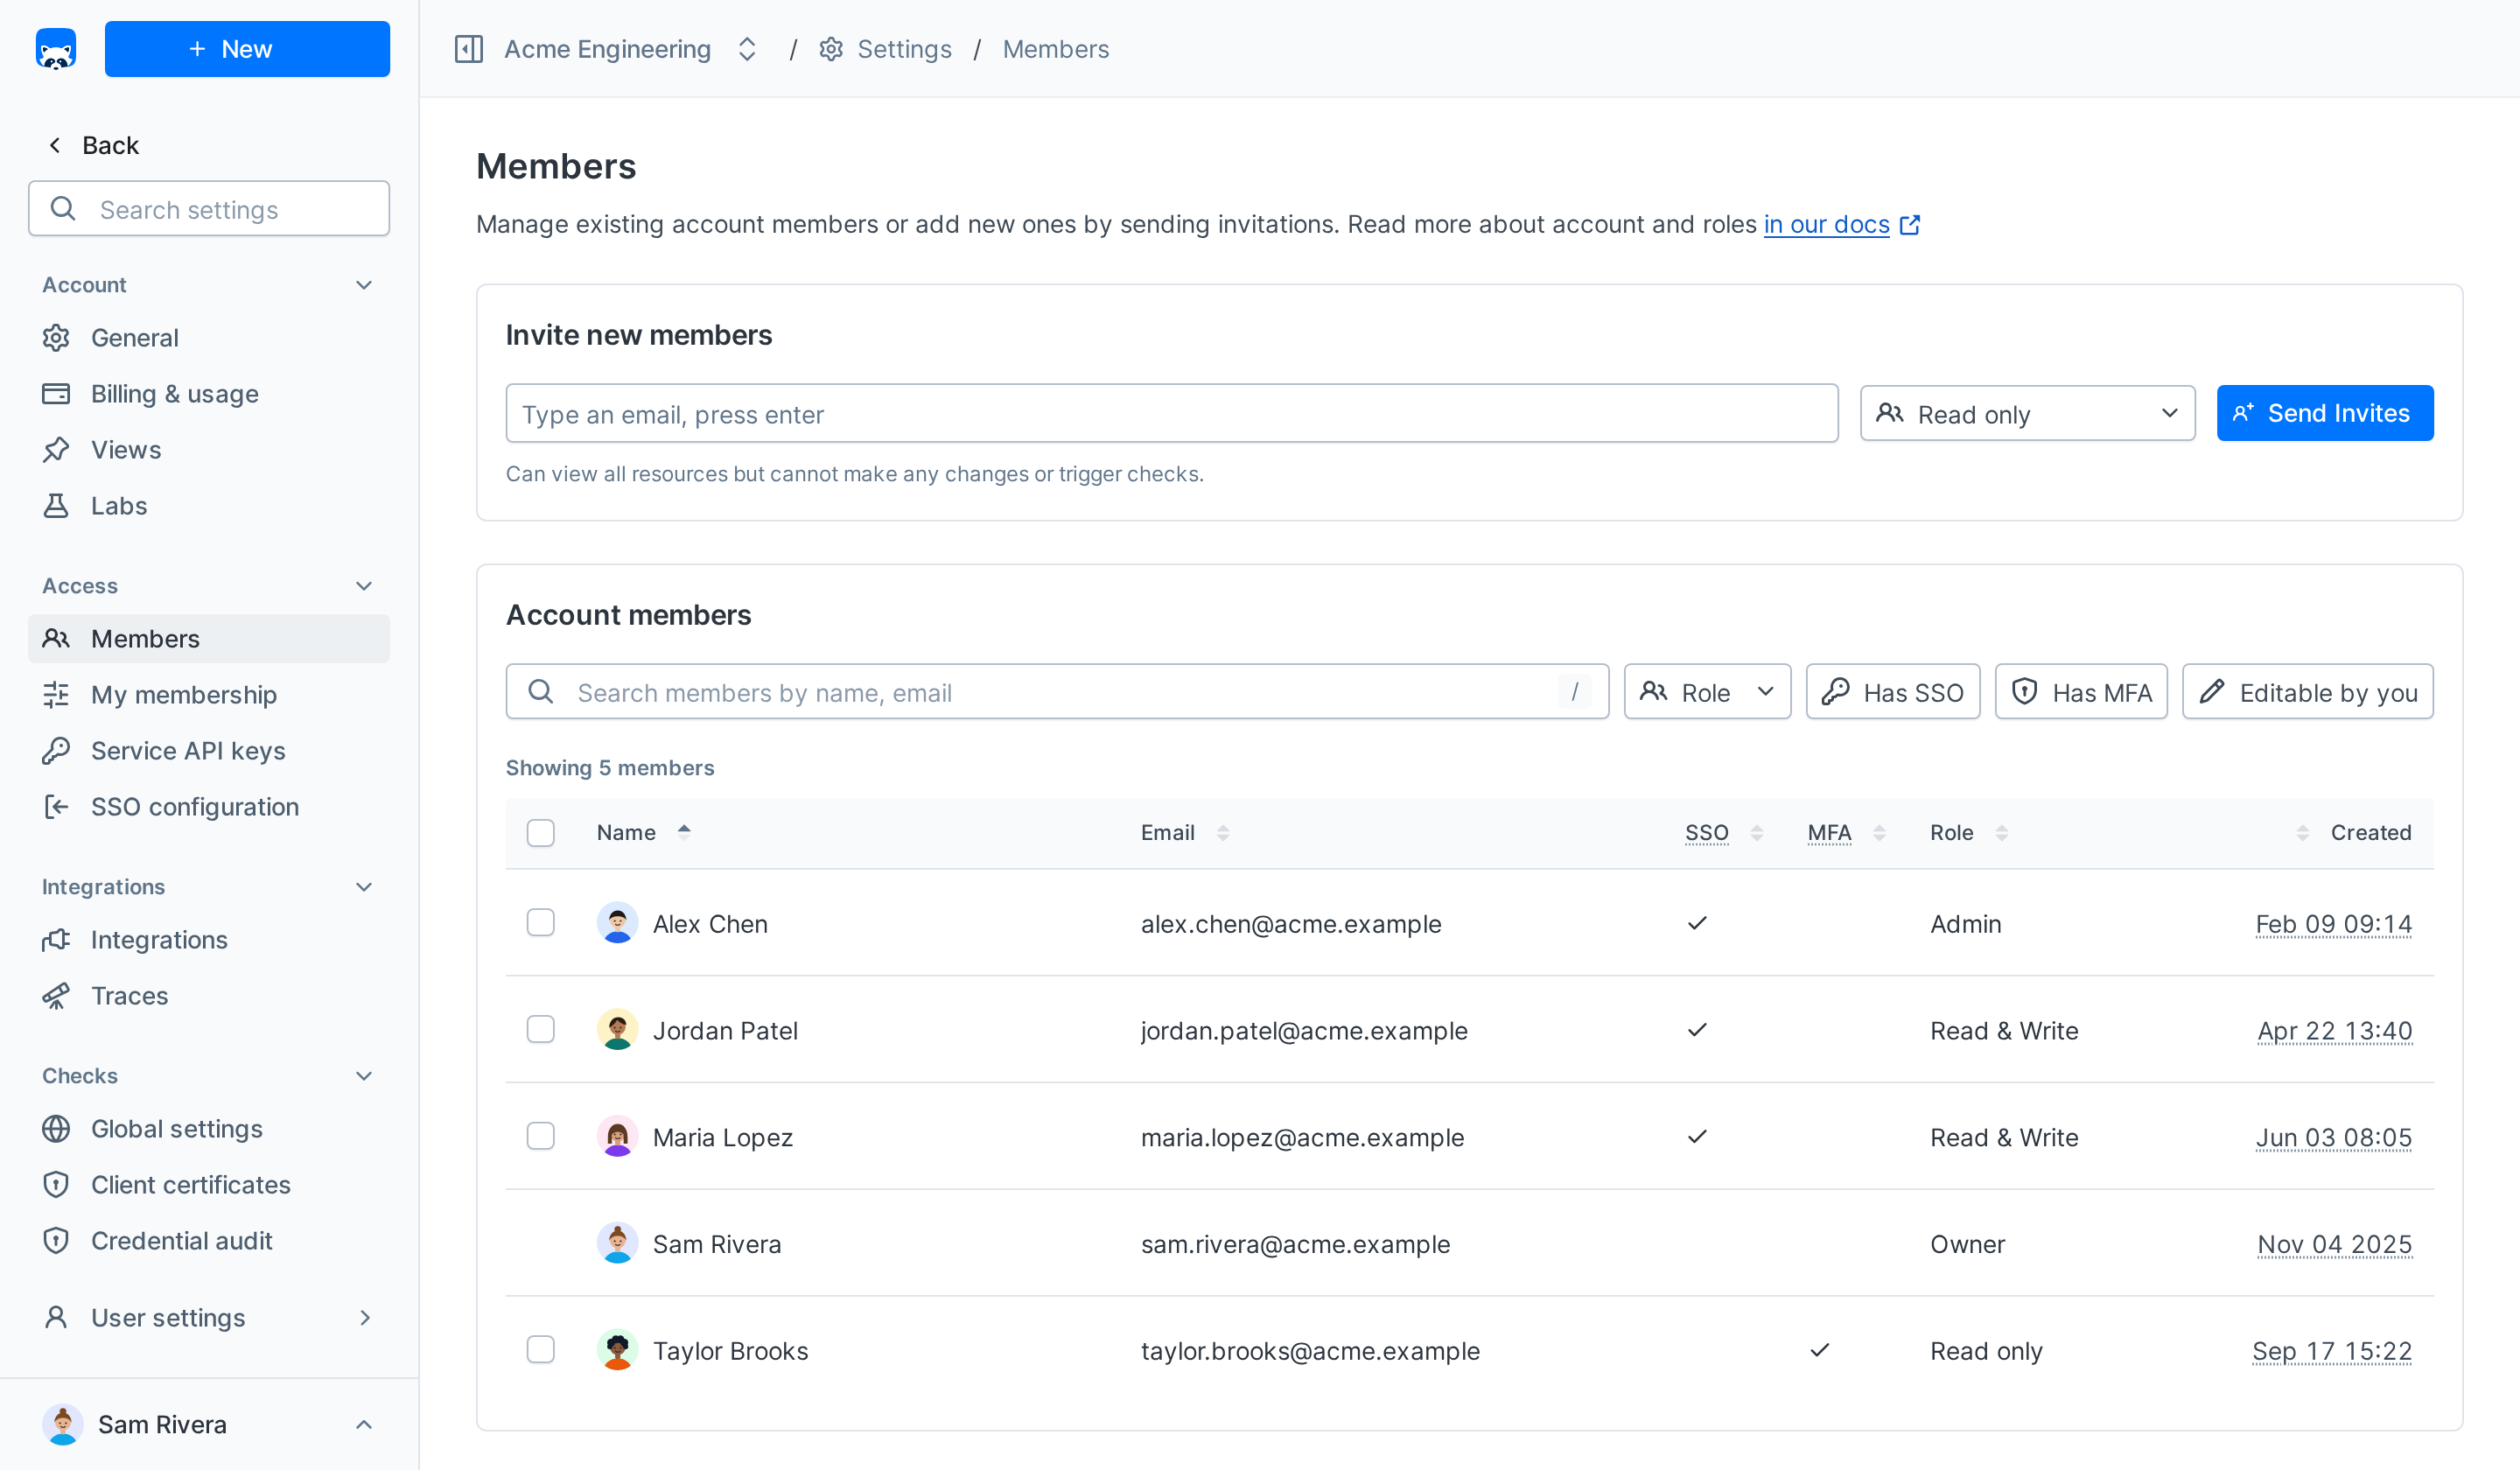 New
Acme Engineering / Settings / Members
Back
Search settings
Account
General
Billing & usage
Views
Labs
Access
Members
My membership
Service API keys
SSO configuration
Integrations
Integrations
Traces
Checks
Global settings
Client certificates
Credential audit
User settings
Sam Rivera
Members
Manage existing account members or add new ones by sending invitations. Read more about account and roles in our docs
Invite new members
Type an email, press enter
Read only
Send Invites
Can view all resources but cannot make any changes or trigger checks.
Account members
Search members by name, email /
Role
Has SSO
Has MFA
Editable by you
Showing 5 members
Name Email SSO MFA Role Created
Alex Chen alex.chen@acme.example Admin Feb 09 09:14
Jordan Patel jordan.patel@acme.example Read & Write Apr 22 13:40
Maria Lopez maria.lopez@acme.example Read & Write Jun 03 08:05
Sam Rivera sam.rivera@acme.example Owner Nov 04 2025
Taylor Brooks taylor.brooks@acme.example Read only Sep 17 15:22